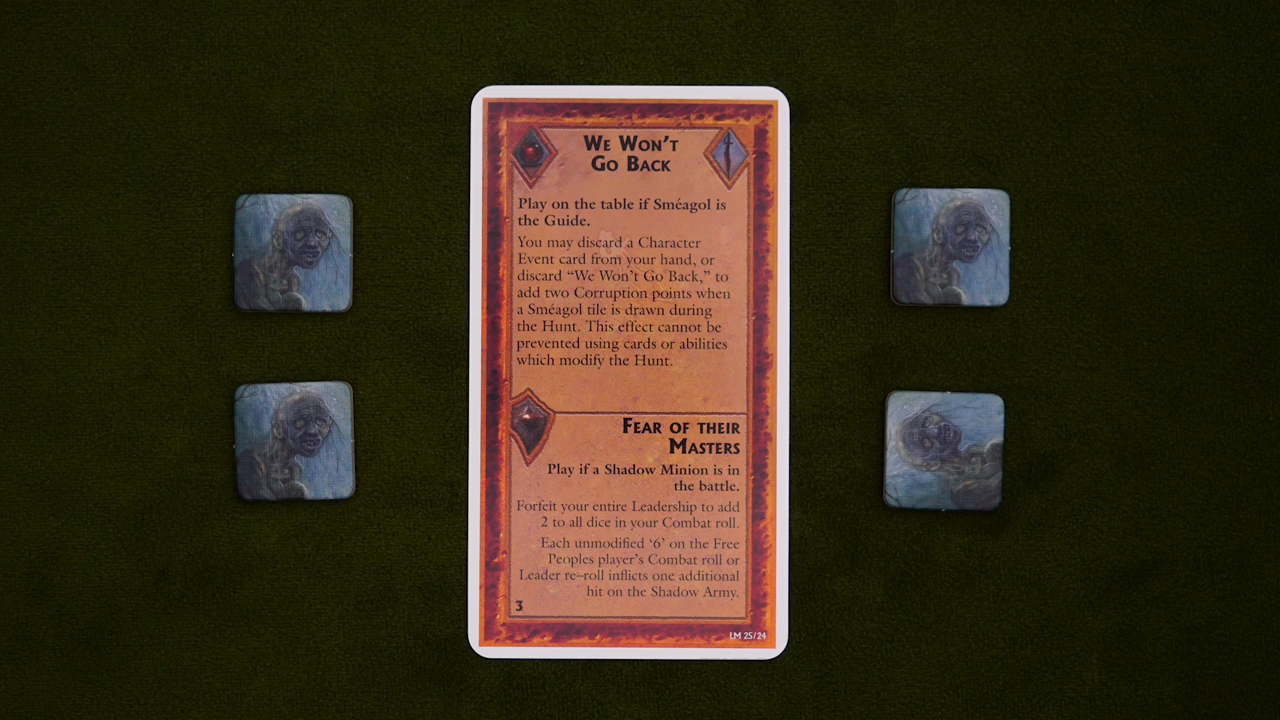 We Won't
Go Back
Play on the table if Sméagol is
the Guide.
You may discard a Character
Event card from your hand, or
discard “We Won't Go Back,” to
add two Corruption points when
a Sméagol tile is drawn during
the Hunt. This effect cannot be
prevented using cards or abilities
which modify the Hunt.
Fear of their
Masters
Play if a Shadow Minion is in
the battle.
Forfeit your entire Leadership to add
2 to all dice in your Combat roll.
Each unmodified ‘6’ on the Free
Peoples player's Combat roll or
Leader re-roll inflicts one additional
hit on the Shadow Army.
3
LM 25/24